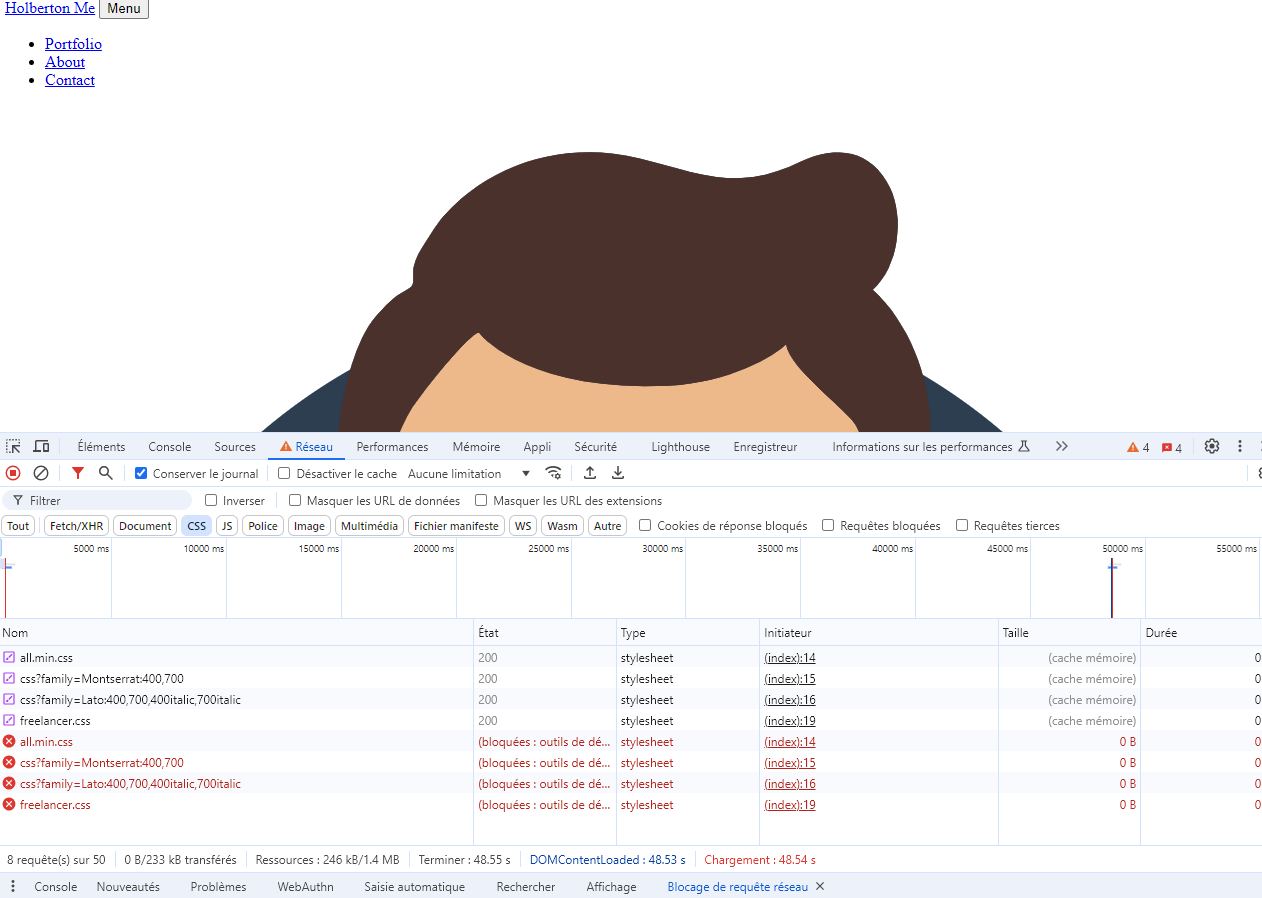 Holberton Me Menu
Portfolio
About
Contact
Éléments Console Sources Réseau Performances Mémoire Appli Sécurité Lighthouse Enregistreur Informations sur les performances 4 4
Conserver le journal Désactiver le cache Aucune limitation
Filtrer Inverser Masquer les URL de données Masquer les URL des extensions
Tout Fetch/XHR Document CSS JS Police Image Multimédia Fichier manifeste WS Wasm Autre Cookies de réponse bloqués Requêtes bloquées Requêtes tierces
5000 ms 10000 ms 15000 ms 20000 ms 25000 ms 30000 ms 35000 ms 40000 ms 45000 ms 50000 ms 55000 ms
Nom État Type Initiateur Taille Durée
all.min.css 200 stylesheet (index):14 (cache mémoire) 0
css?family=Montserrat:400,700 200 stylesheet (index):15 (cache mémoire) 0
css?family=Lato:400,700,400italic,700italic 200 stylesheet (index):16 (cache mémoire) 0
freelancer.css 200 stylesheet (index):19 (cache mémoire) 0
all.min.css (bloquées : outils de dé... stylesheet (index):14 0 B 0
css?family=Montserrat:400,700 (bloquées : outils de dé... stylesheet (index):15 0 B 0
css?family=Lato:400,700,400italic,700italic (bloquées : outils de dé... stylesheet (index):16 0 B 0
freelancer.css (bloquées : outils de dé... stylesheet (index):19 0 B 0
8 requête(s) sur 50 0 B/233 kB transférés Ressources : 246 kB/1.4 MB Terminer : 48.55 s DOMContentLoaded : 48.53 s Chargement : 48.54 s
Console Nouveautés Problèmes WebAuthn Saisie automatique Rechercher Affichage Blocage de requête réseau